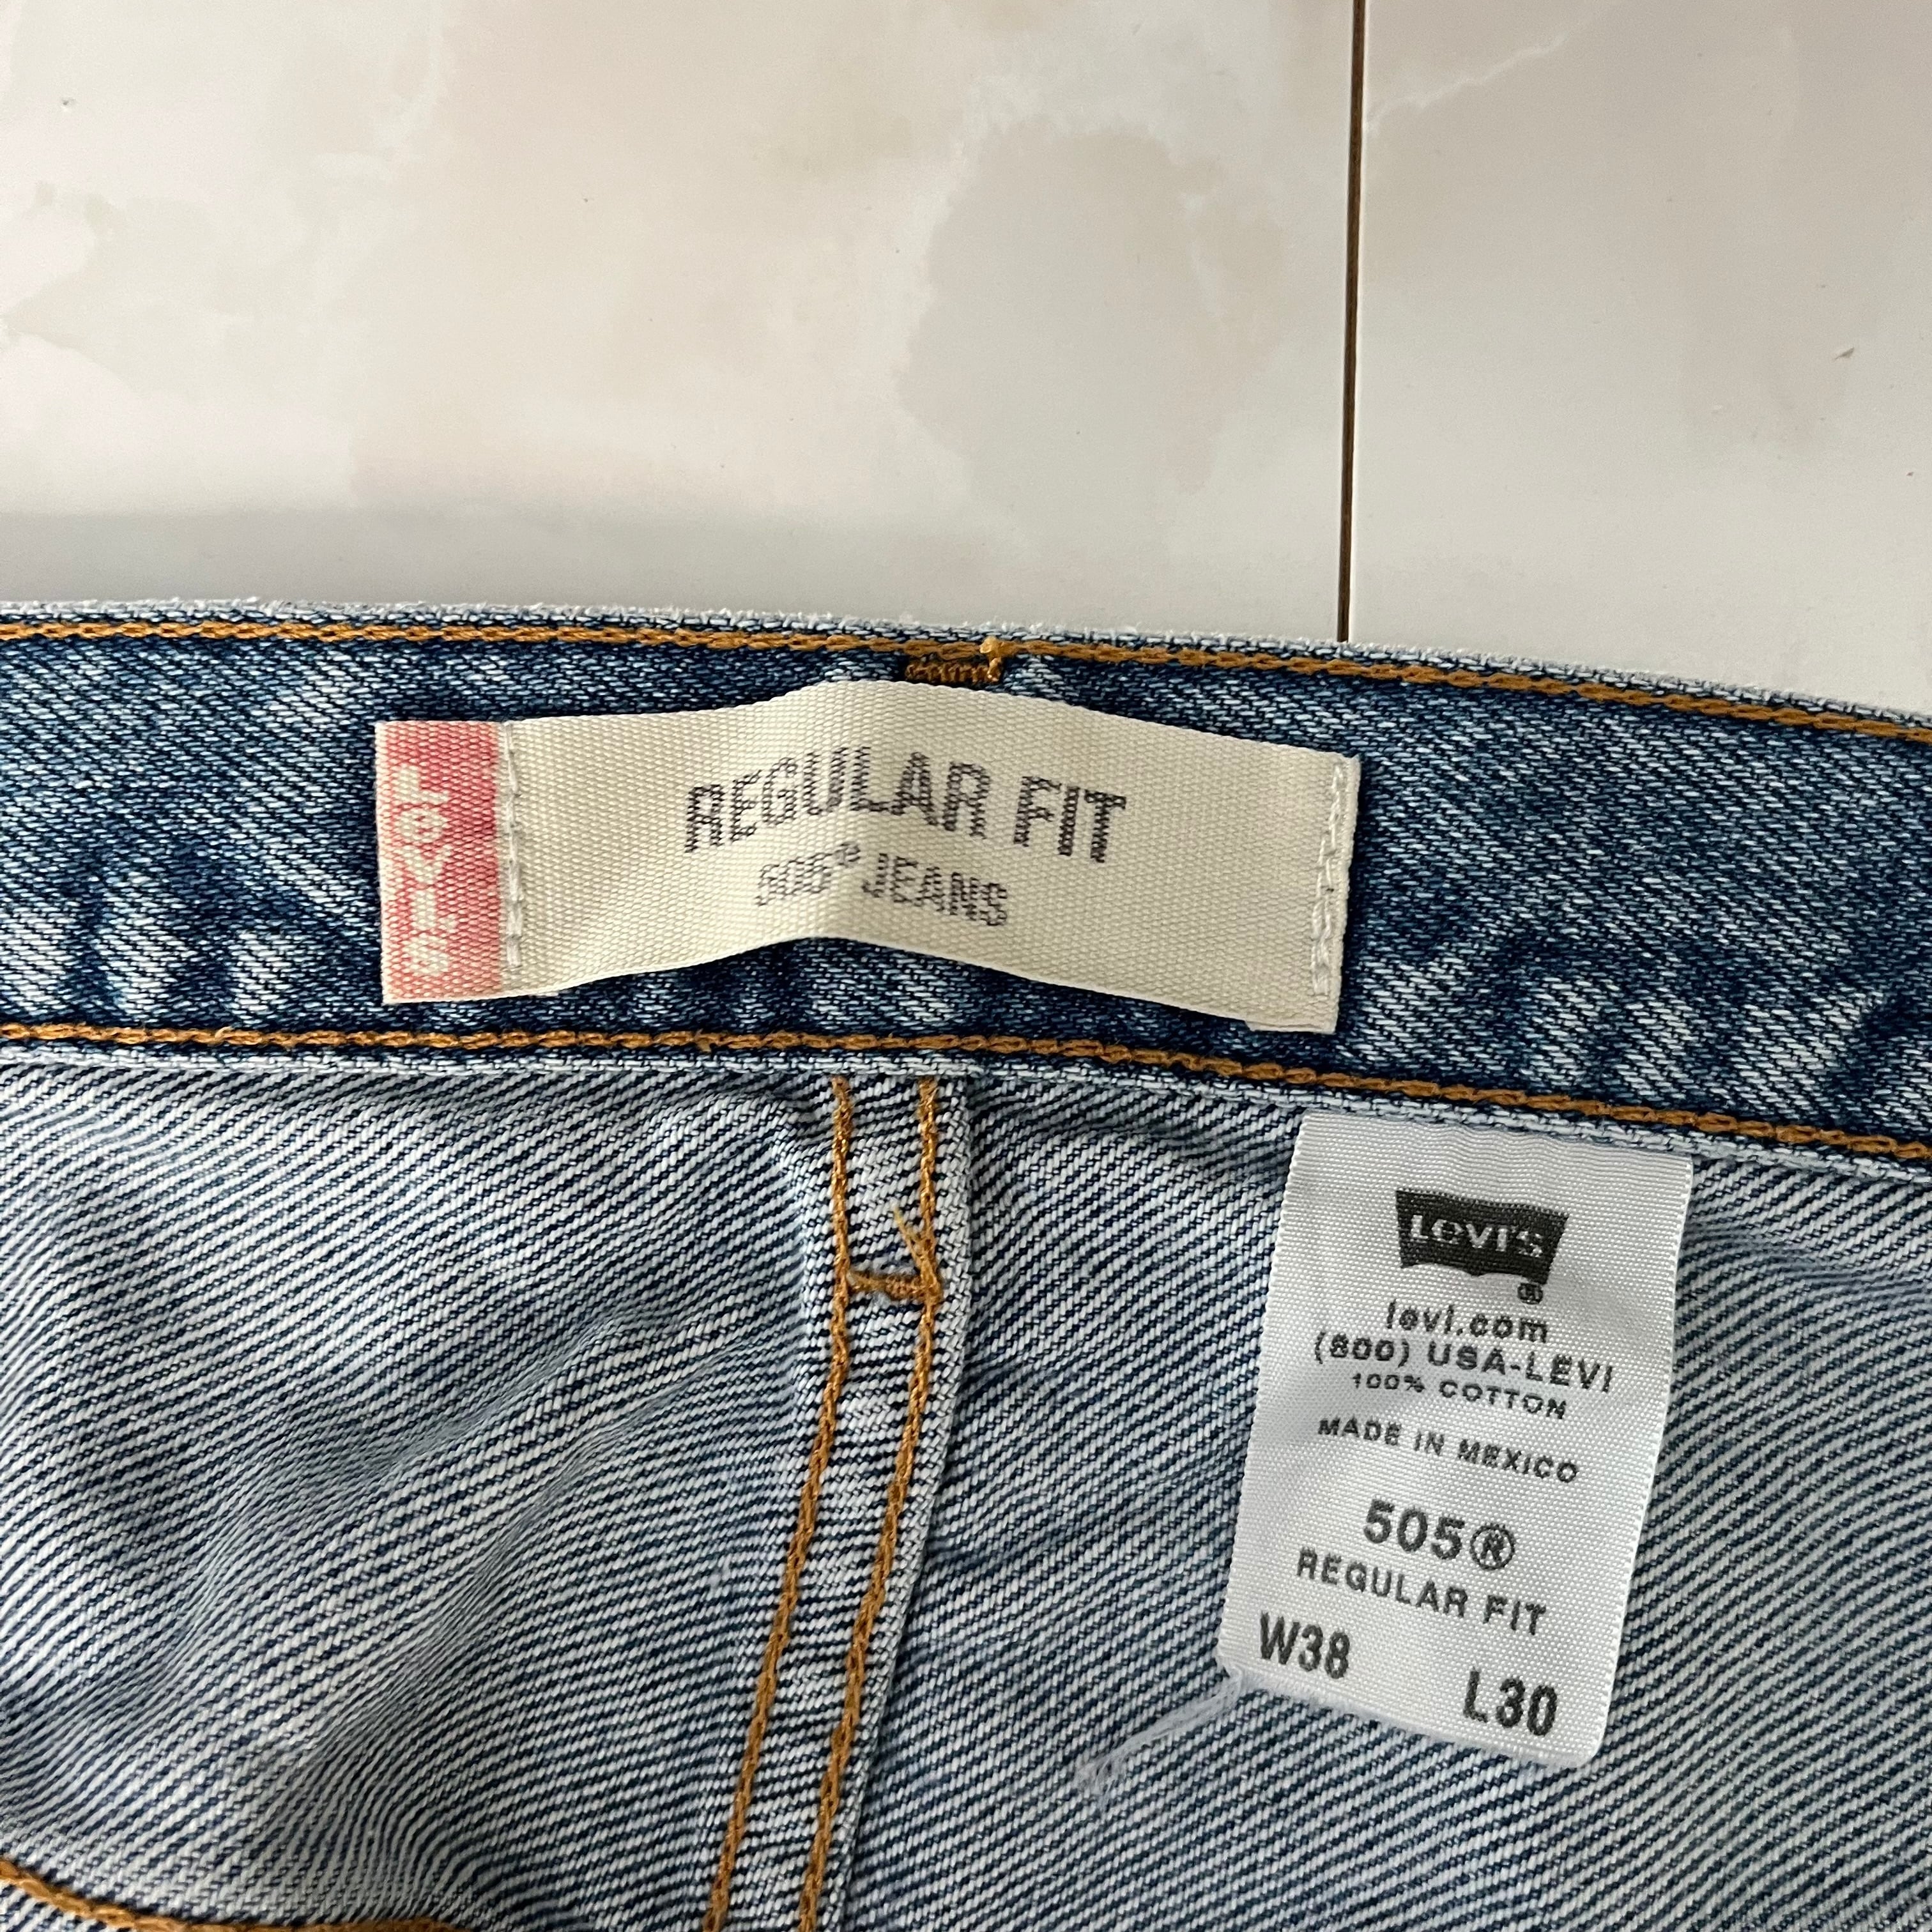 LEVI'S
REGULAR FIT
505® JEANS
LEVI'S
®
levi.com
(800) USA-LEVI
100% COTTON
MADE IN MEXICO
505®
REGULAR FIT
W38 L30